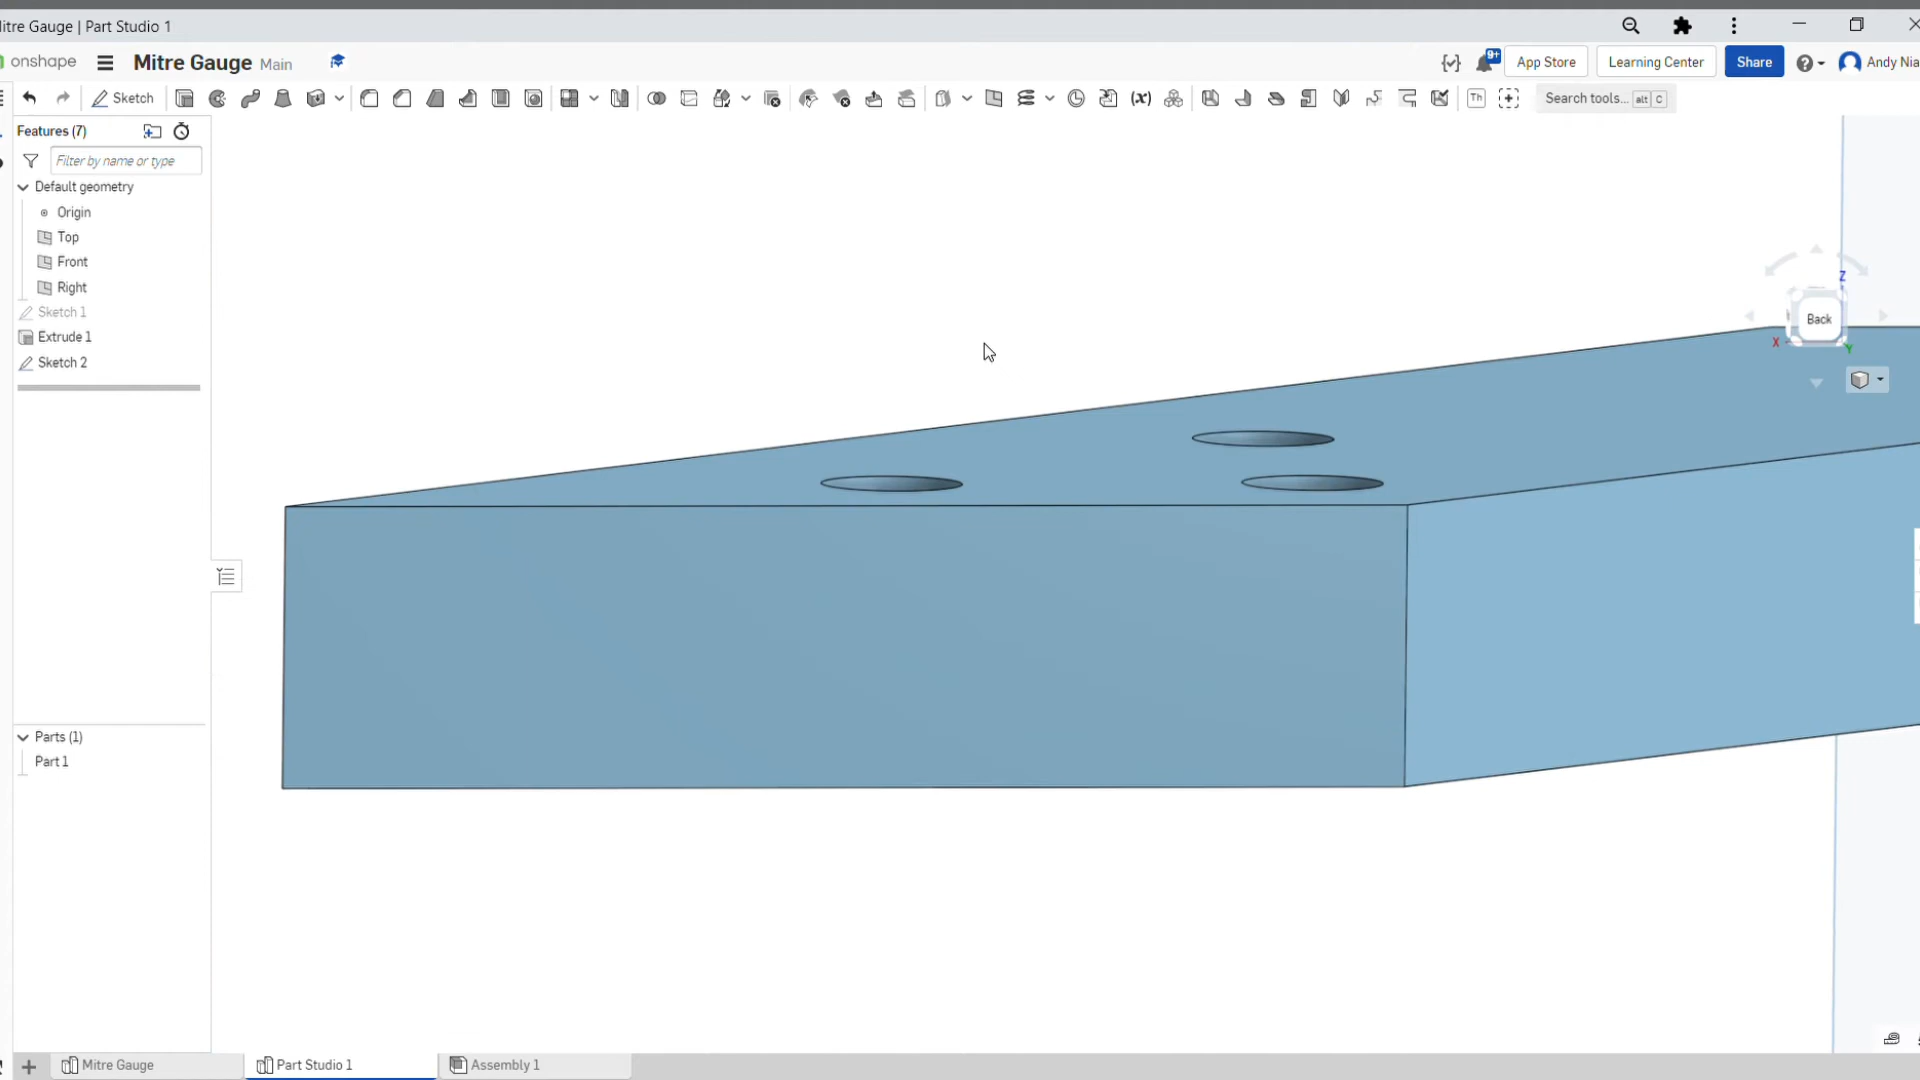 itre Gauge | Part Studio 1
onshape Mitre Gauge Main 9+ App Store Learning Center Share Andy Nia
Sketch (x) Th Search tools... alt C
Features (7)
Filter by name or type
Default geometry
Origin
Top
Front
Right
Sketch 1
Extrude 1
Sketch 2
Z
Back
X
Y
Parts (1)
Part 1
Mitre Gauge Part Studio 1 Assembly 1